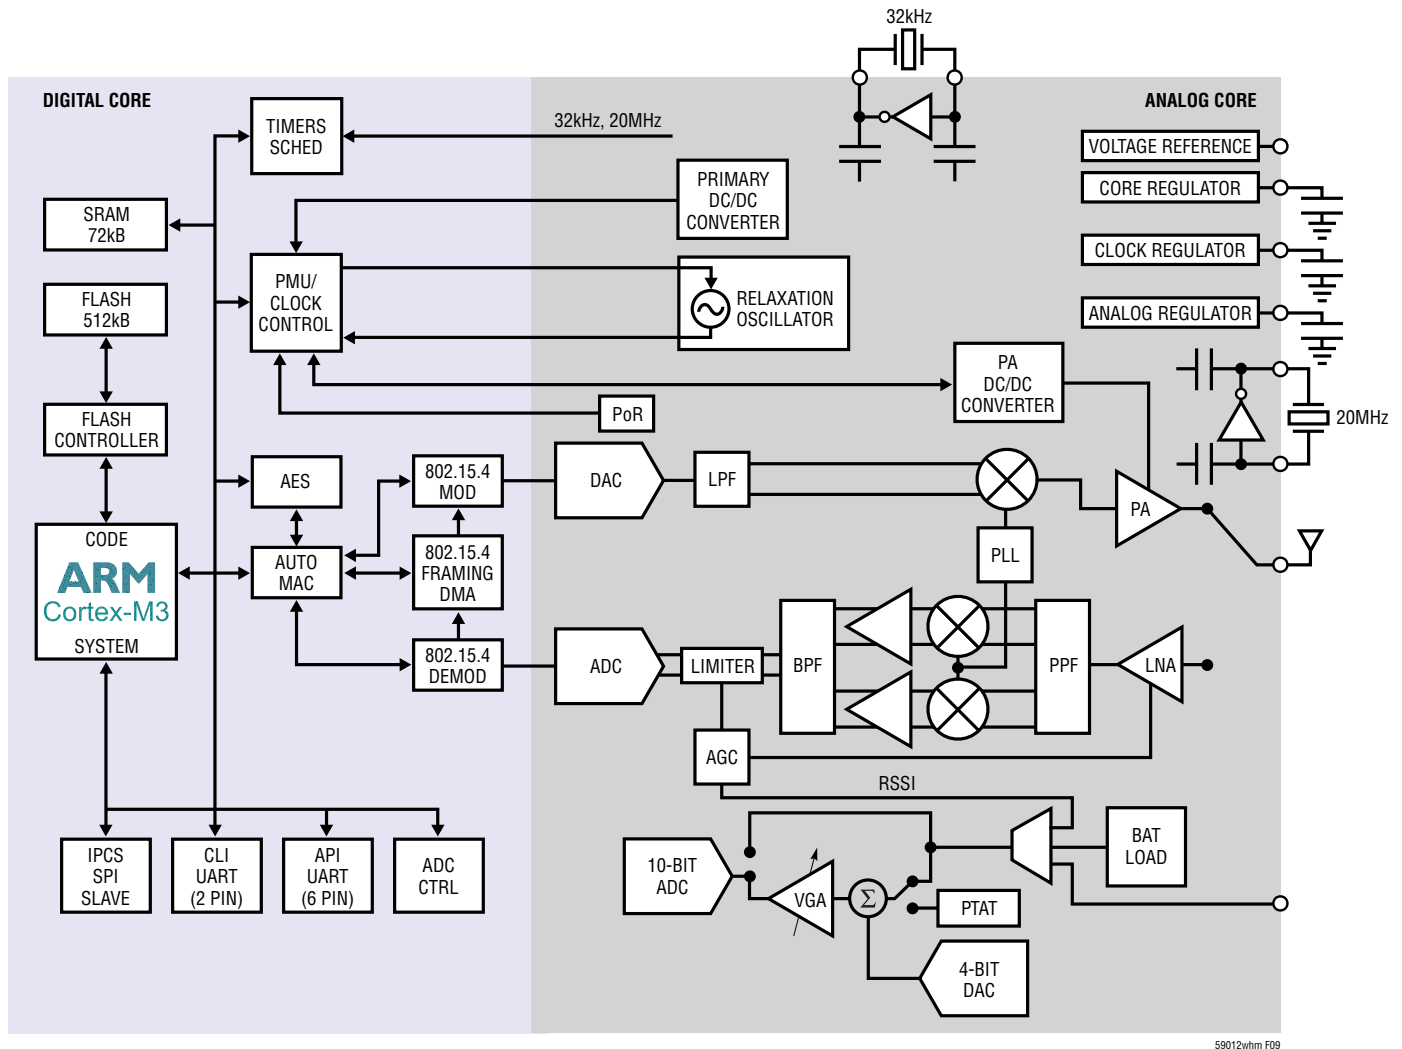 32kHz
DIGITAL CORE
ANALOG CORE
TIMERS
SCHED
32kHz, 20MHz
VOLTAGE REFERENCE
PRIMARY
DC/DC
CONVERTER
CORE REGULATOR
SRAM
72kB
CLOCK REGULATOR
PMU/
CLOCK
CONTROL
RELAXATION
OSCILLATOR
FLASH
512kB
ANALOG REGULATOR
PA
DC/DC
CONVERTER
PoR
FLASH
CONTROLLER
20MHz
AES
802.15.4
MOD
DAC
LPF
PA
CODE
ARM
Cortex-M3
SYSTEM
AUTO
MAC
802.15.4
FRAMING
DMA
PLL
802.15.4
DEMOD
ADC
LIMITER
BPF
PPF
LNA
AGC
RSSI
IPCS
SPI
SLAVE
CLI
UART
(2 PIN)
API
UART
(6 PIN)
ADC
CTRL
10-BIT
ADC
VGA
Σ
PTAT
BAT
LOAD
4-BIT
DAC
59012whm F09